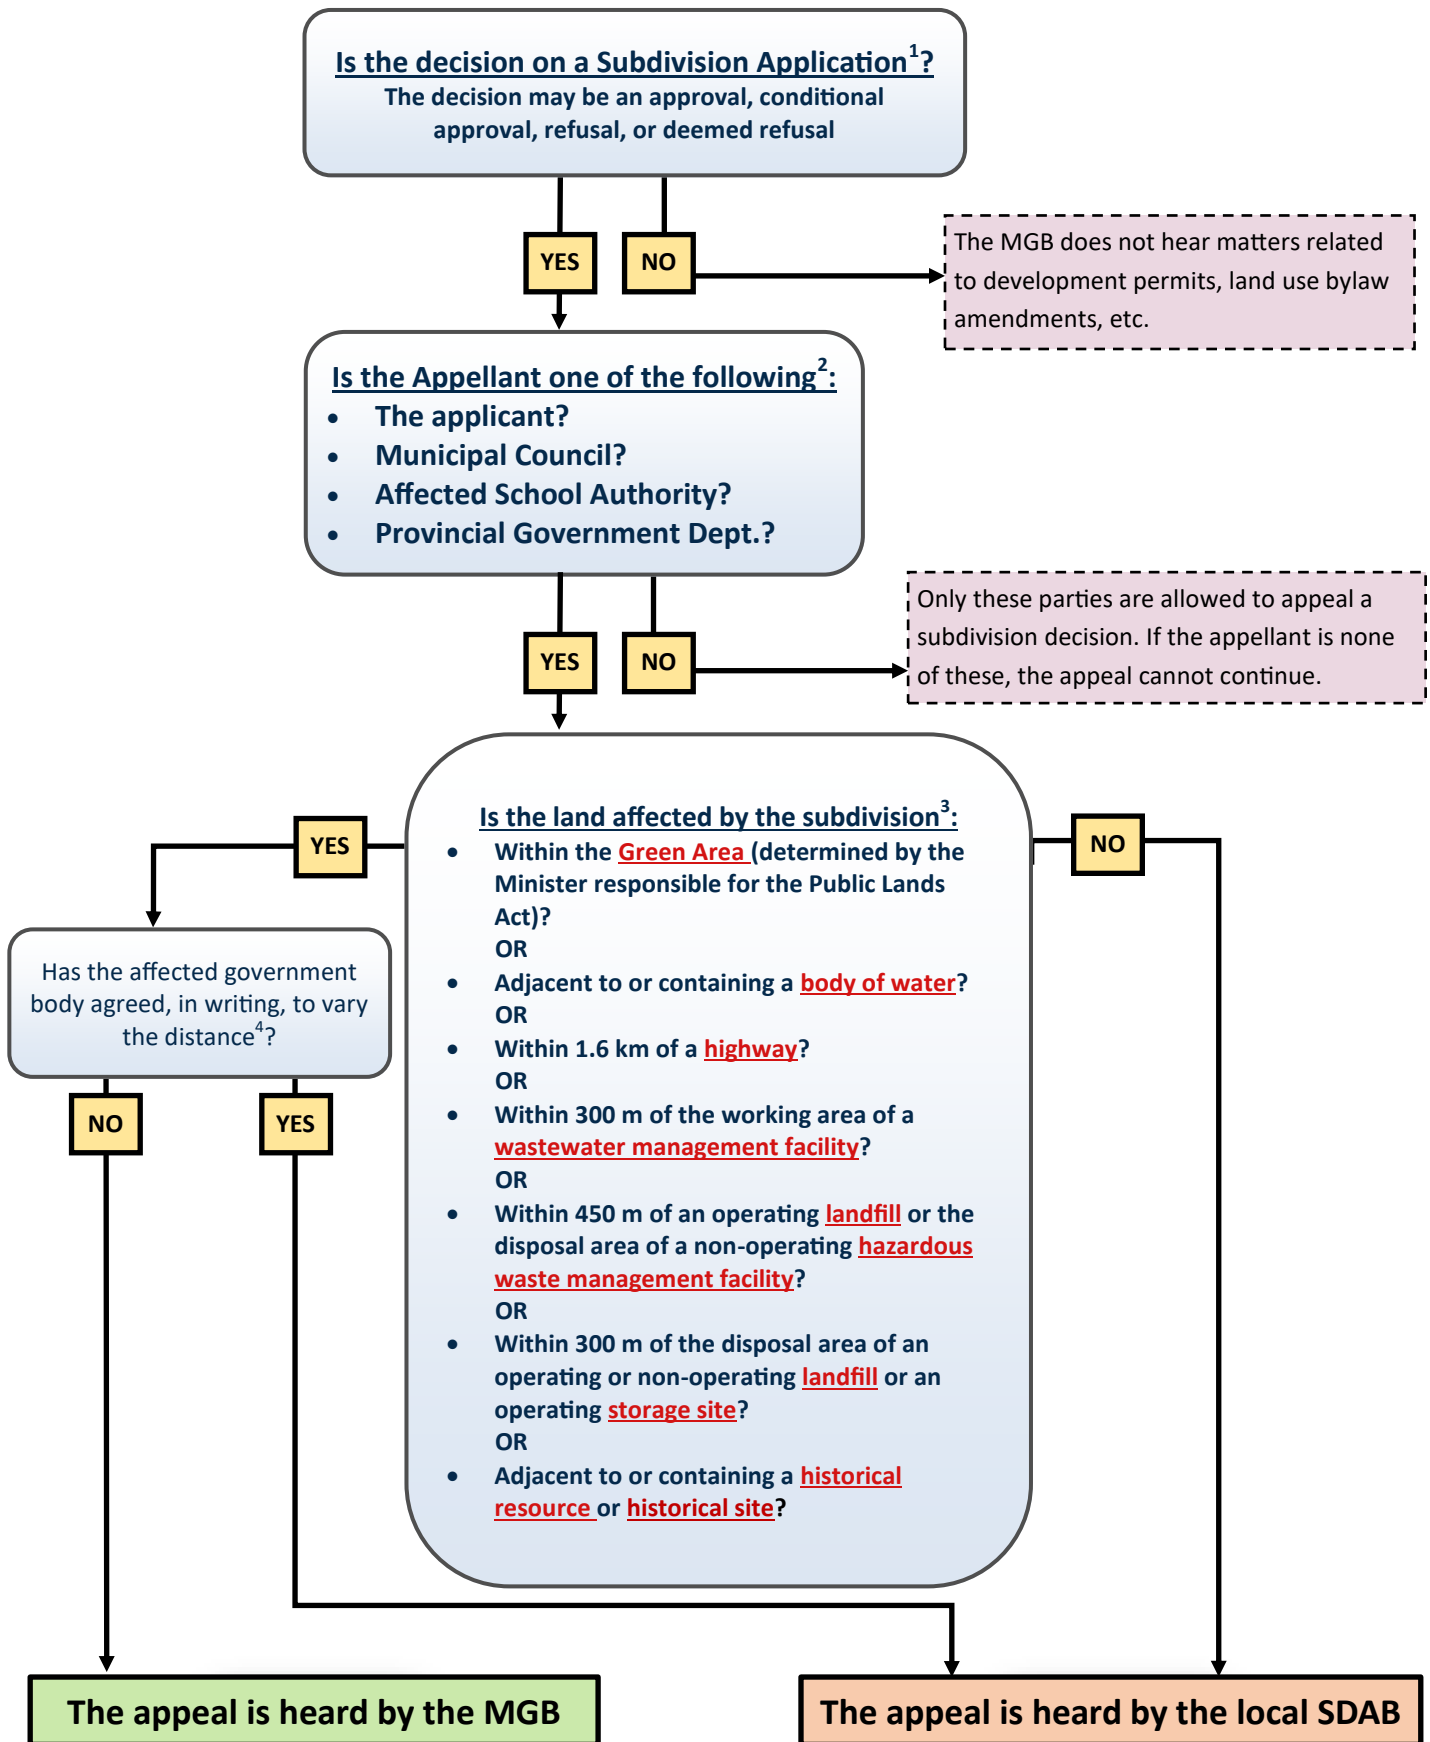 Is the decision on a Subdivision Application1?
The decision may be an approval, conditional
approval, refusal, or deemed refusal
YES
NO
The MGB does not hear matters related
to development permits, land use bylaw
amendments, etc.
Is the Appellant one of the following2:
• The applicant?
• Municipal Council?
• Affected School Authority?
• Provincial Government Dept.?
YES
NO
Only these parties are allowed to appeal a
subdivision decision. If the appellant is none
of these, the appeal cannot continue.
Is the land affected by the subdivision3:
• Within the Green Area (determined by the
Minister responsible for the Public Lands
Act)?
OR
• Adjacent to or containing a body of water?
OR
• Within 1.6 km of a highway?
OR
• Within 300 m of the working area of a
wastewater management facility?
OR
• Within 450 m of an operating landfill or the
disposal area of a non-operating hazardous
waste management facility?
OR
• Within 300 m of the disposal area of an
operating or non-operating landfill or an
operating storage site?
OR
• Adjacent to or containing a historical
resource or historical site?
YES
NO
Has the affected government
body agreed, in writing, to vary
the distance4?
NO
YES
The appeal is heard by the MGB
The appeal is heard by the local SDAB